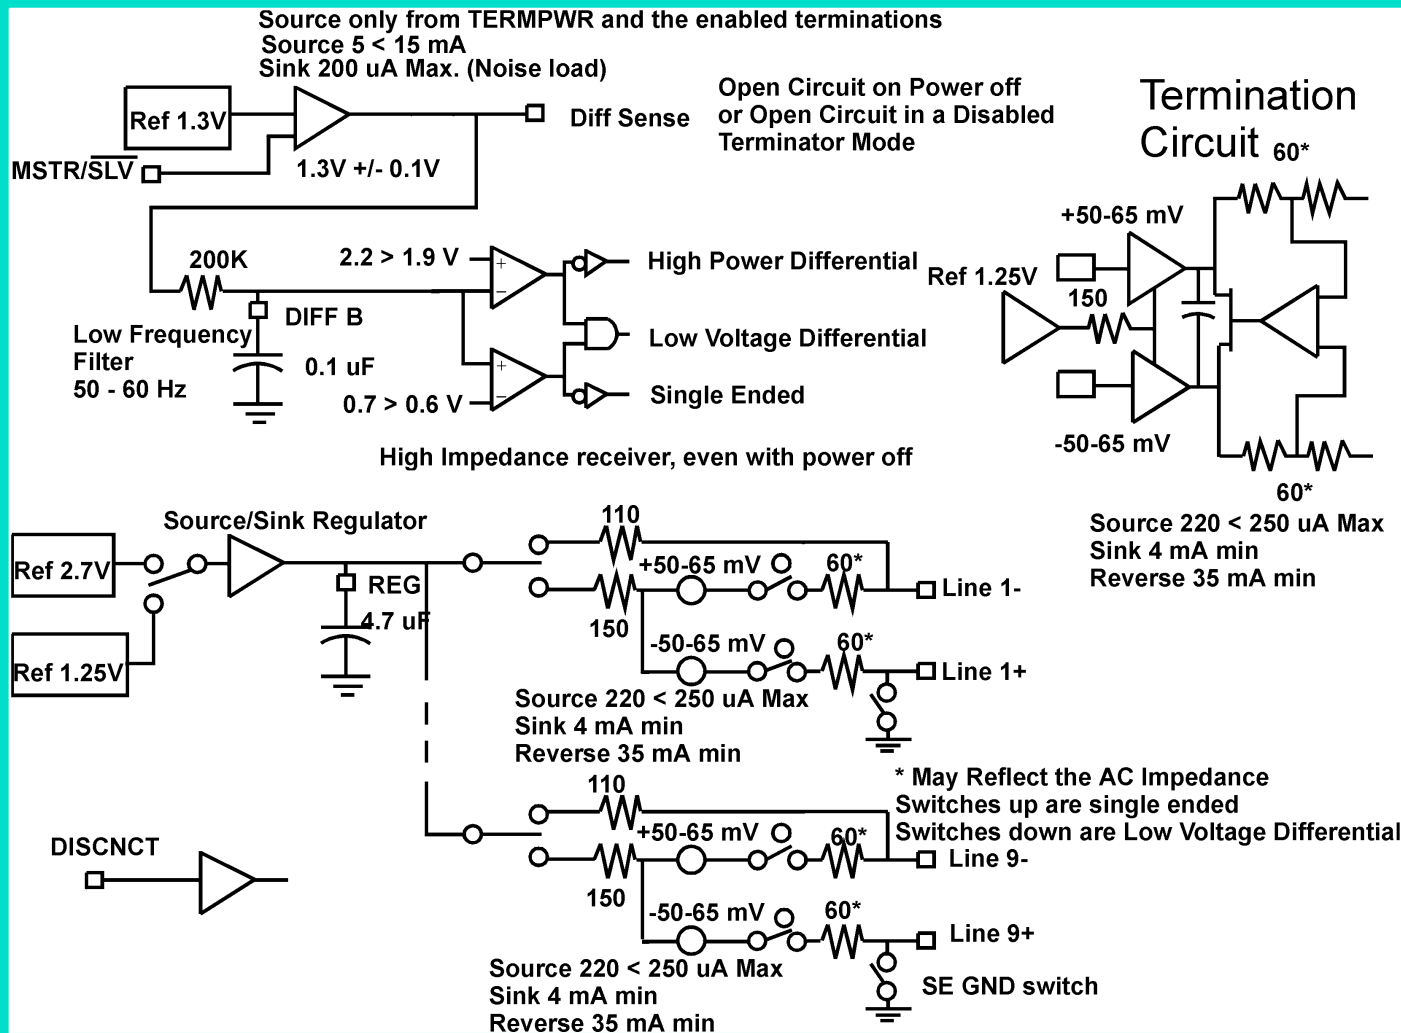 Source only from TERMPWR and the enabled terminations
Source 5 < 15 mA
Sink 200 uA Max. (Noise load)
Ref 1.3V
Diff Sense
Open Circuit on Power off
or Open Circuit in a Disabled
Terminator Mode
MSTR/SLV
1.3V +/- 0.1V
Termination
Circuit
60*
+50-65 mV
Ref 1.25V
150
-50-65 mV
60*
Source 220 < 250 uA Max
Sink 4 mA min
Reverse 35 mA min
200K
2.2 > 1.9 V
+
−
High Power Differential
DIFF B
Low Frequency
Filter
50 - 60 Hz
0.1 uF
Low Voltage Differential
+
−
0.7 > 0.6 V
Single Ended
High Impedance receiver, even with power off
Source/Sink Regulator
Ref 2.7V
Ref 1.25V
REG
4.7 uF
110
+50-65 mV
60*
Line 1-
150
-50-65 mV
60*
Line 1+
Source 220 < 250 uA Max
Sink 4 mA min
Reverse 35 mA min
* May Reflect the AC Impedance
Switches up are single ended
Switches down are Low Voltage Differential
110
+50-65 mV
60*
Line 9-
150
-50-65 mV
60*
Line 9+
SE GND switch
Source 220 < 250 uA Max
Sink 4 mA min
Reverse 35 mA min
DISCNCT